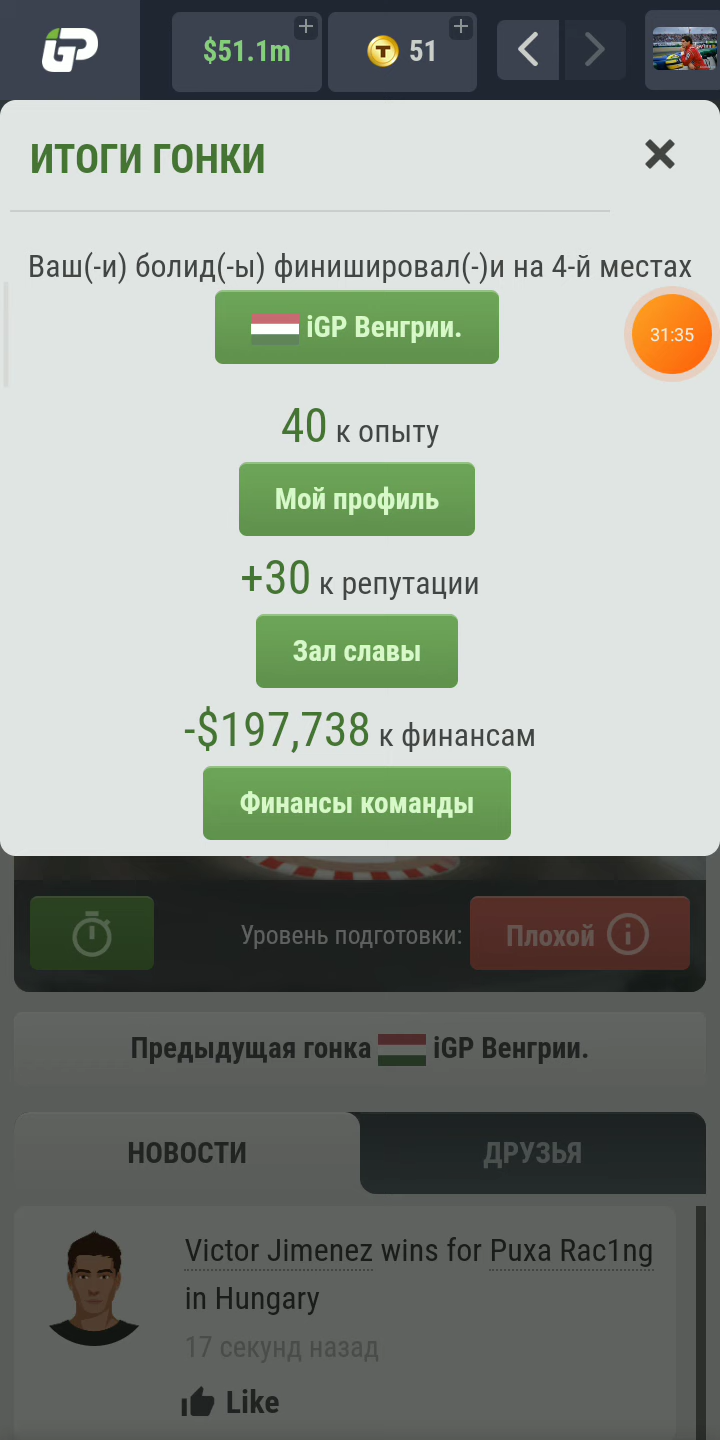 $51.1m
51
ИТОГИ ГОНКИ
Ваш(-и) болид(-ы) финишировал(-)и на 4-й местах
iGP Венгрии.
31:35
40 к опыту
Мой профиль
+30 к репутации
Зал славы
-$197,738 к финансам
Финансы команды
Уровень подготовки: Плохой
Предыдущая гонка iGP Венгрии.
НОВОСТИ ДРУЗЬЯ
Victor Jimenez wins for Puxa Rac1ng
in Hungary
17 секунд назад
Like